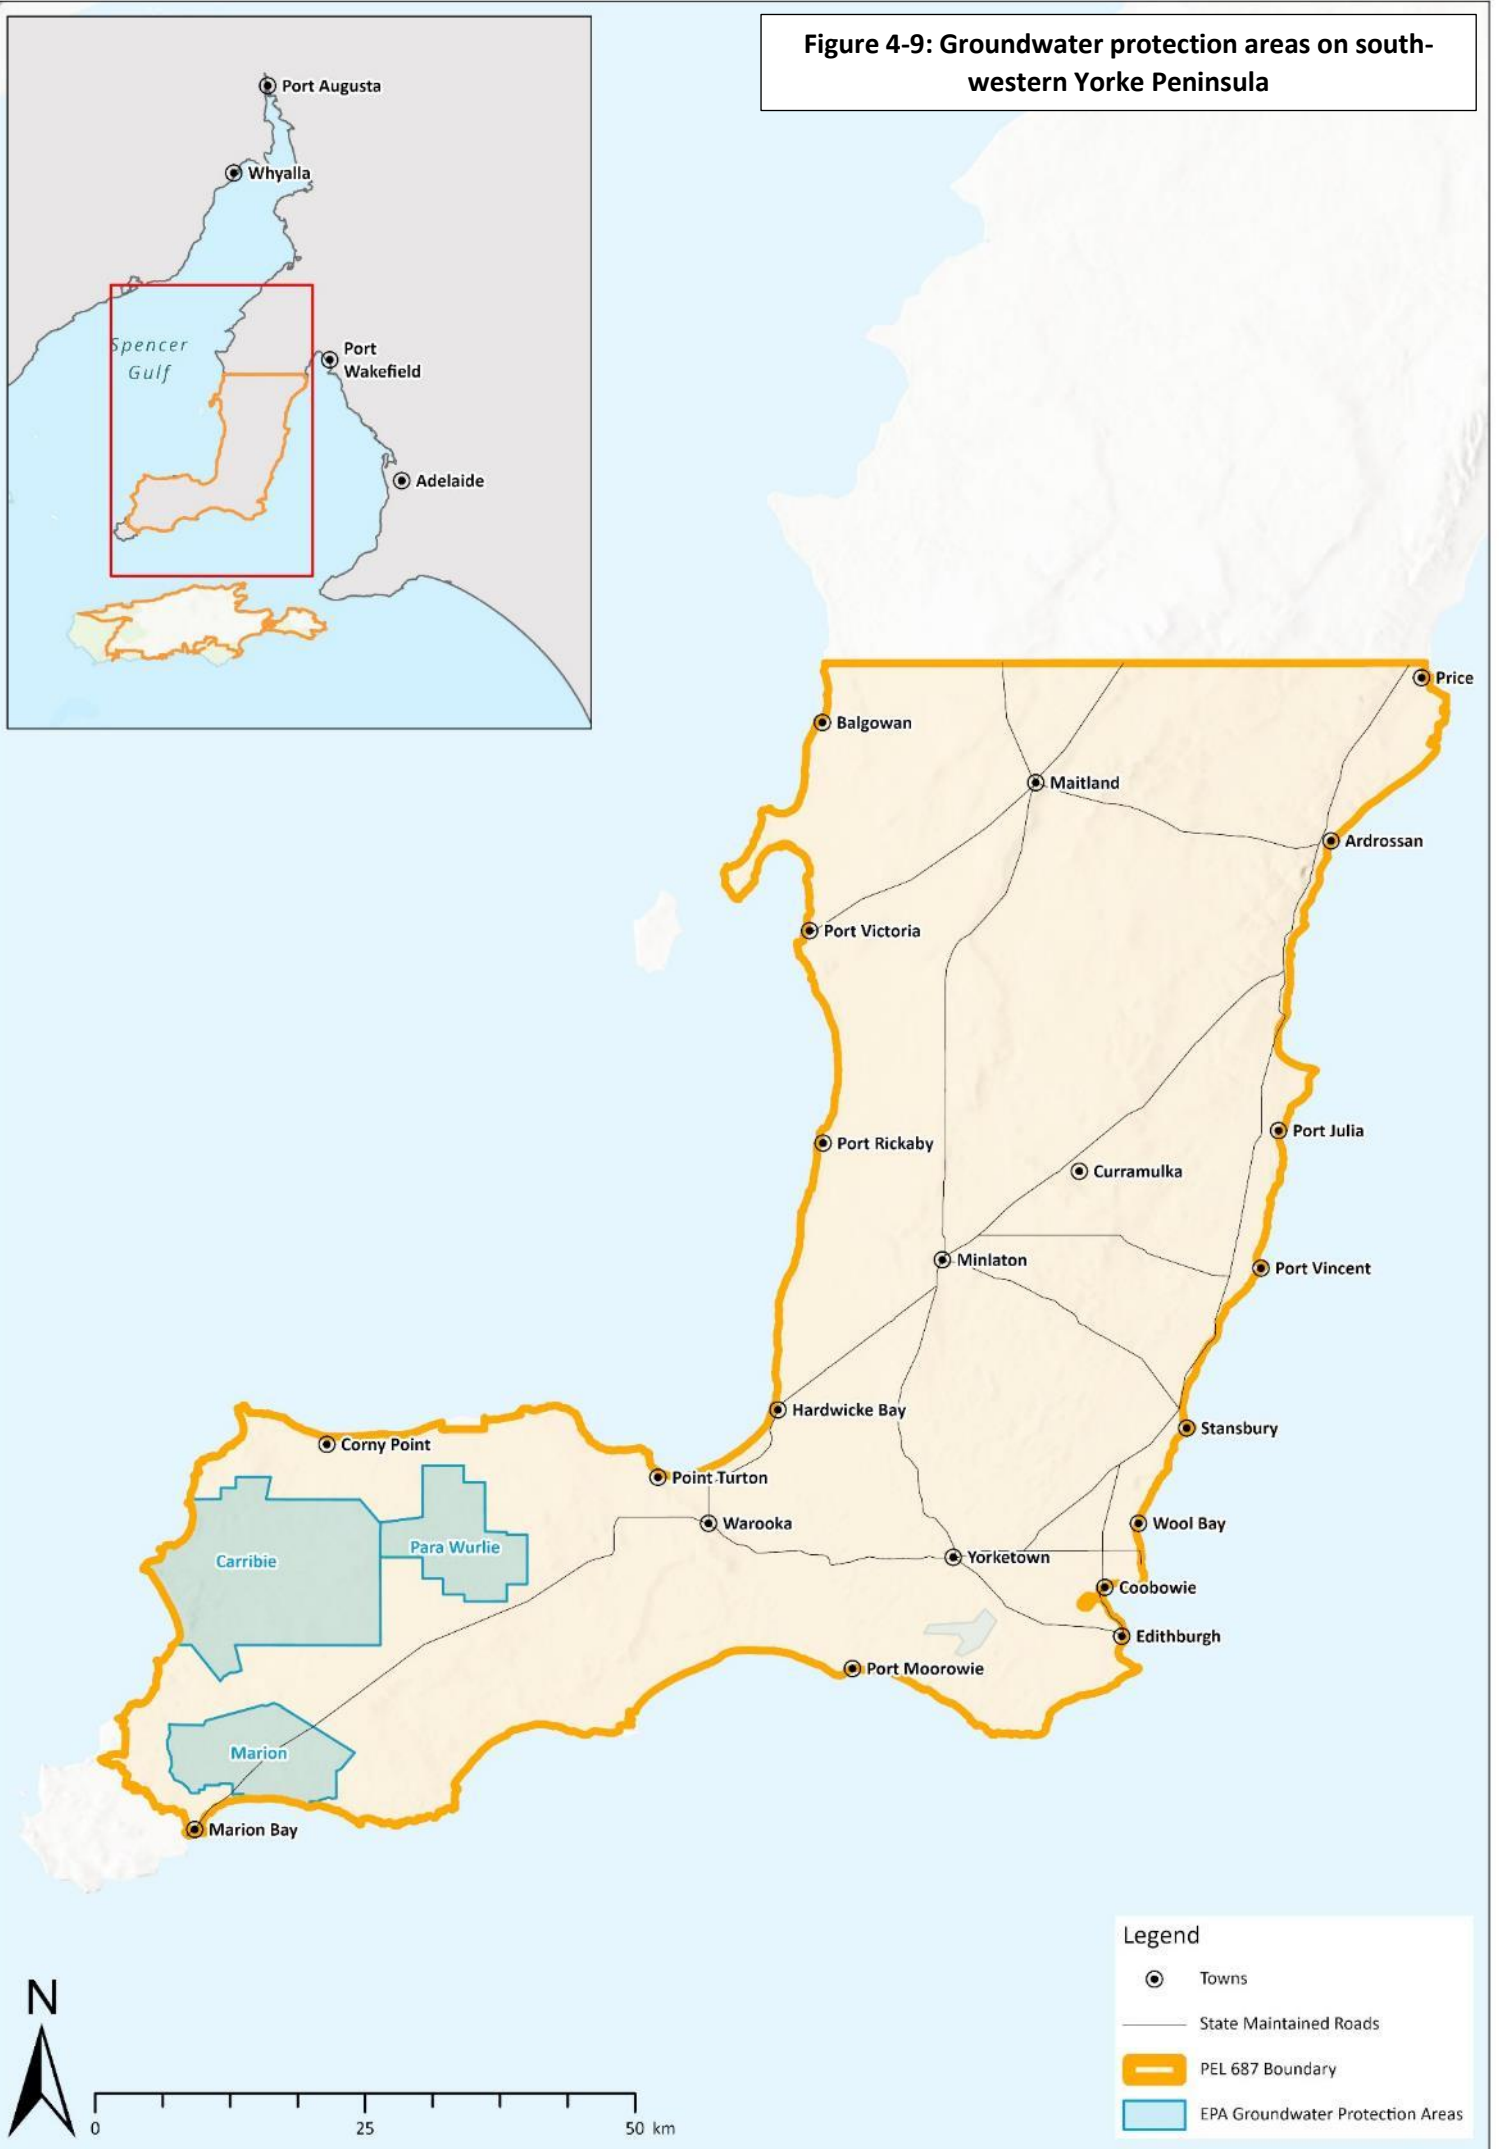 Figure 4-9: Groundwater protection areas on south-
western Yorke Peninsula
Port Augusta
Whyalla
Spencer
Gulf
Port
Wakefield
Adelaide
Price
Balgowan
Maitland
Ardrossan
Port Victoria
Port Rickaby
Port Julia
Curramulka
Minlaton
Port Vincent
Hardwicke Bay
Stansbury
Corny Point
Point Turton
Warooka
Wool Bay
Para Wurlie
Carribie
Yorketown
Coobowie
Edithburgh
Port Moorowie
Marion
Marion Bay
Legend
Towns
State Maintained Roads
PEL 687 Boundary
EPA Groundwater Protection Areas
N
0 25 50 km